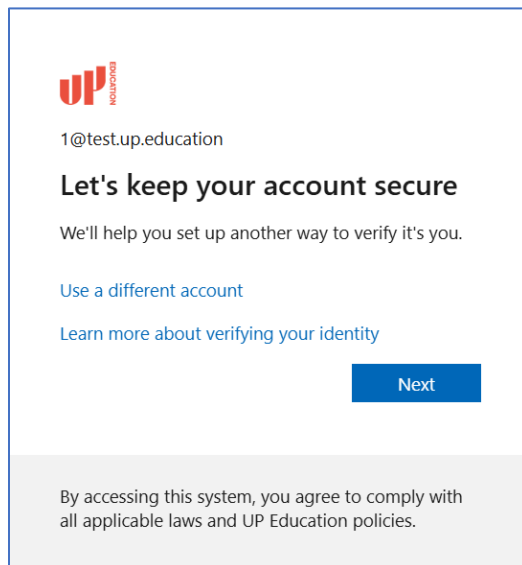 UP EDUCATION
1@test.up.education
Let's keep your account secure
We'll help you set up another way to verify it's you.
Use a different account
Learn more about verifying your identity
Next
By accessing this system, you agree to comply with
all applicable laws and UP Education policies.